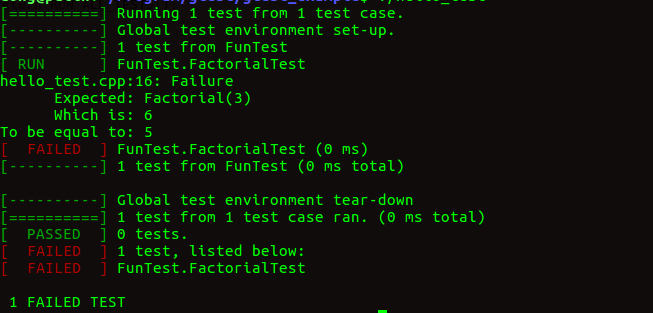 [==========] Running 1 test from 1 test case.
[----------] Global test environment set-up.
[----------] 1 test from FunTest
[ RUN      ] FunTest.FactorialTest
hello_test.cpp:16: Failure
      Expected: Factorial(3)
      Which is: 6
To be equal to: 5
[  FAILED  ] FunTest.FactorialTest (0 ms)
[----------] 1 test from FunTest (0 ms total)

[----------] Global test environment tear-down
[==========] 1 test from 1 test case ran. (0 ms total)
[  PASSED  ] 0 tests.
[  FAILED  ] 1 test, listed below:
[  FAILED  ] FunTest.FactorialTest

 1 FAILED TEST